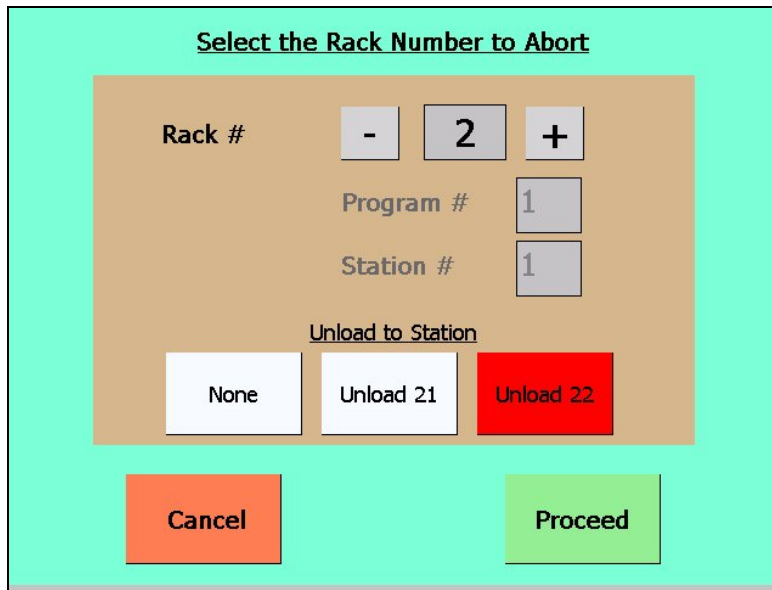 Select the Rack Number to Abort
Rack # - 2 +
Program # 1
Station # 1
Unload to Station
None Unload 21 Unload 22
Cancel Proceed